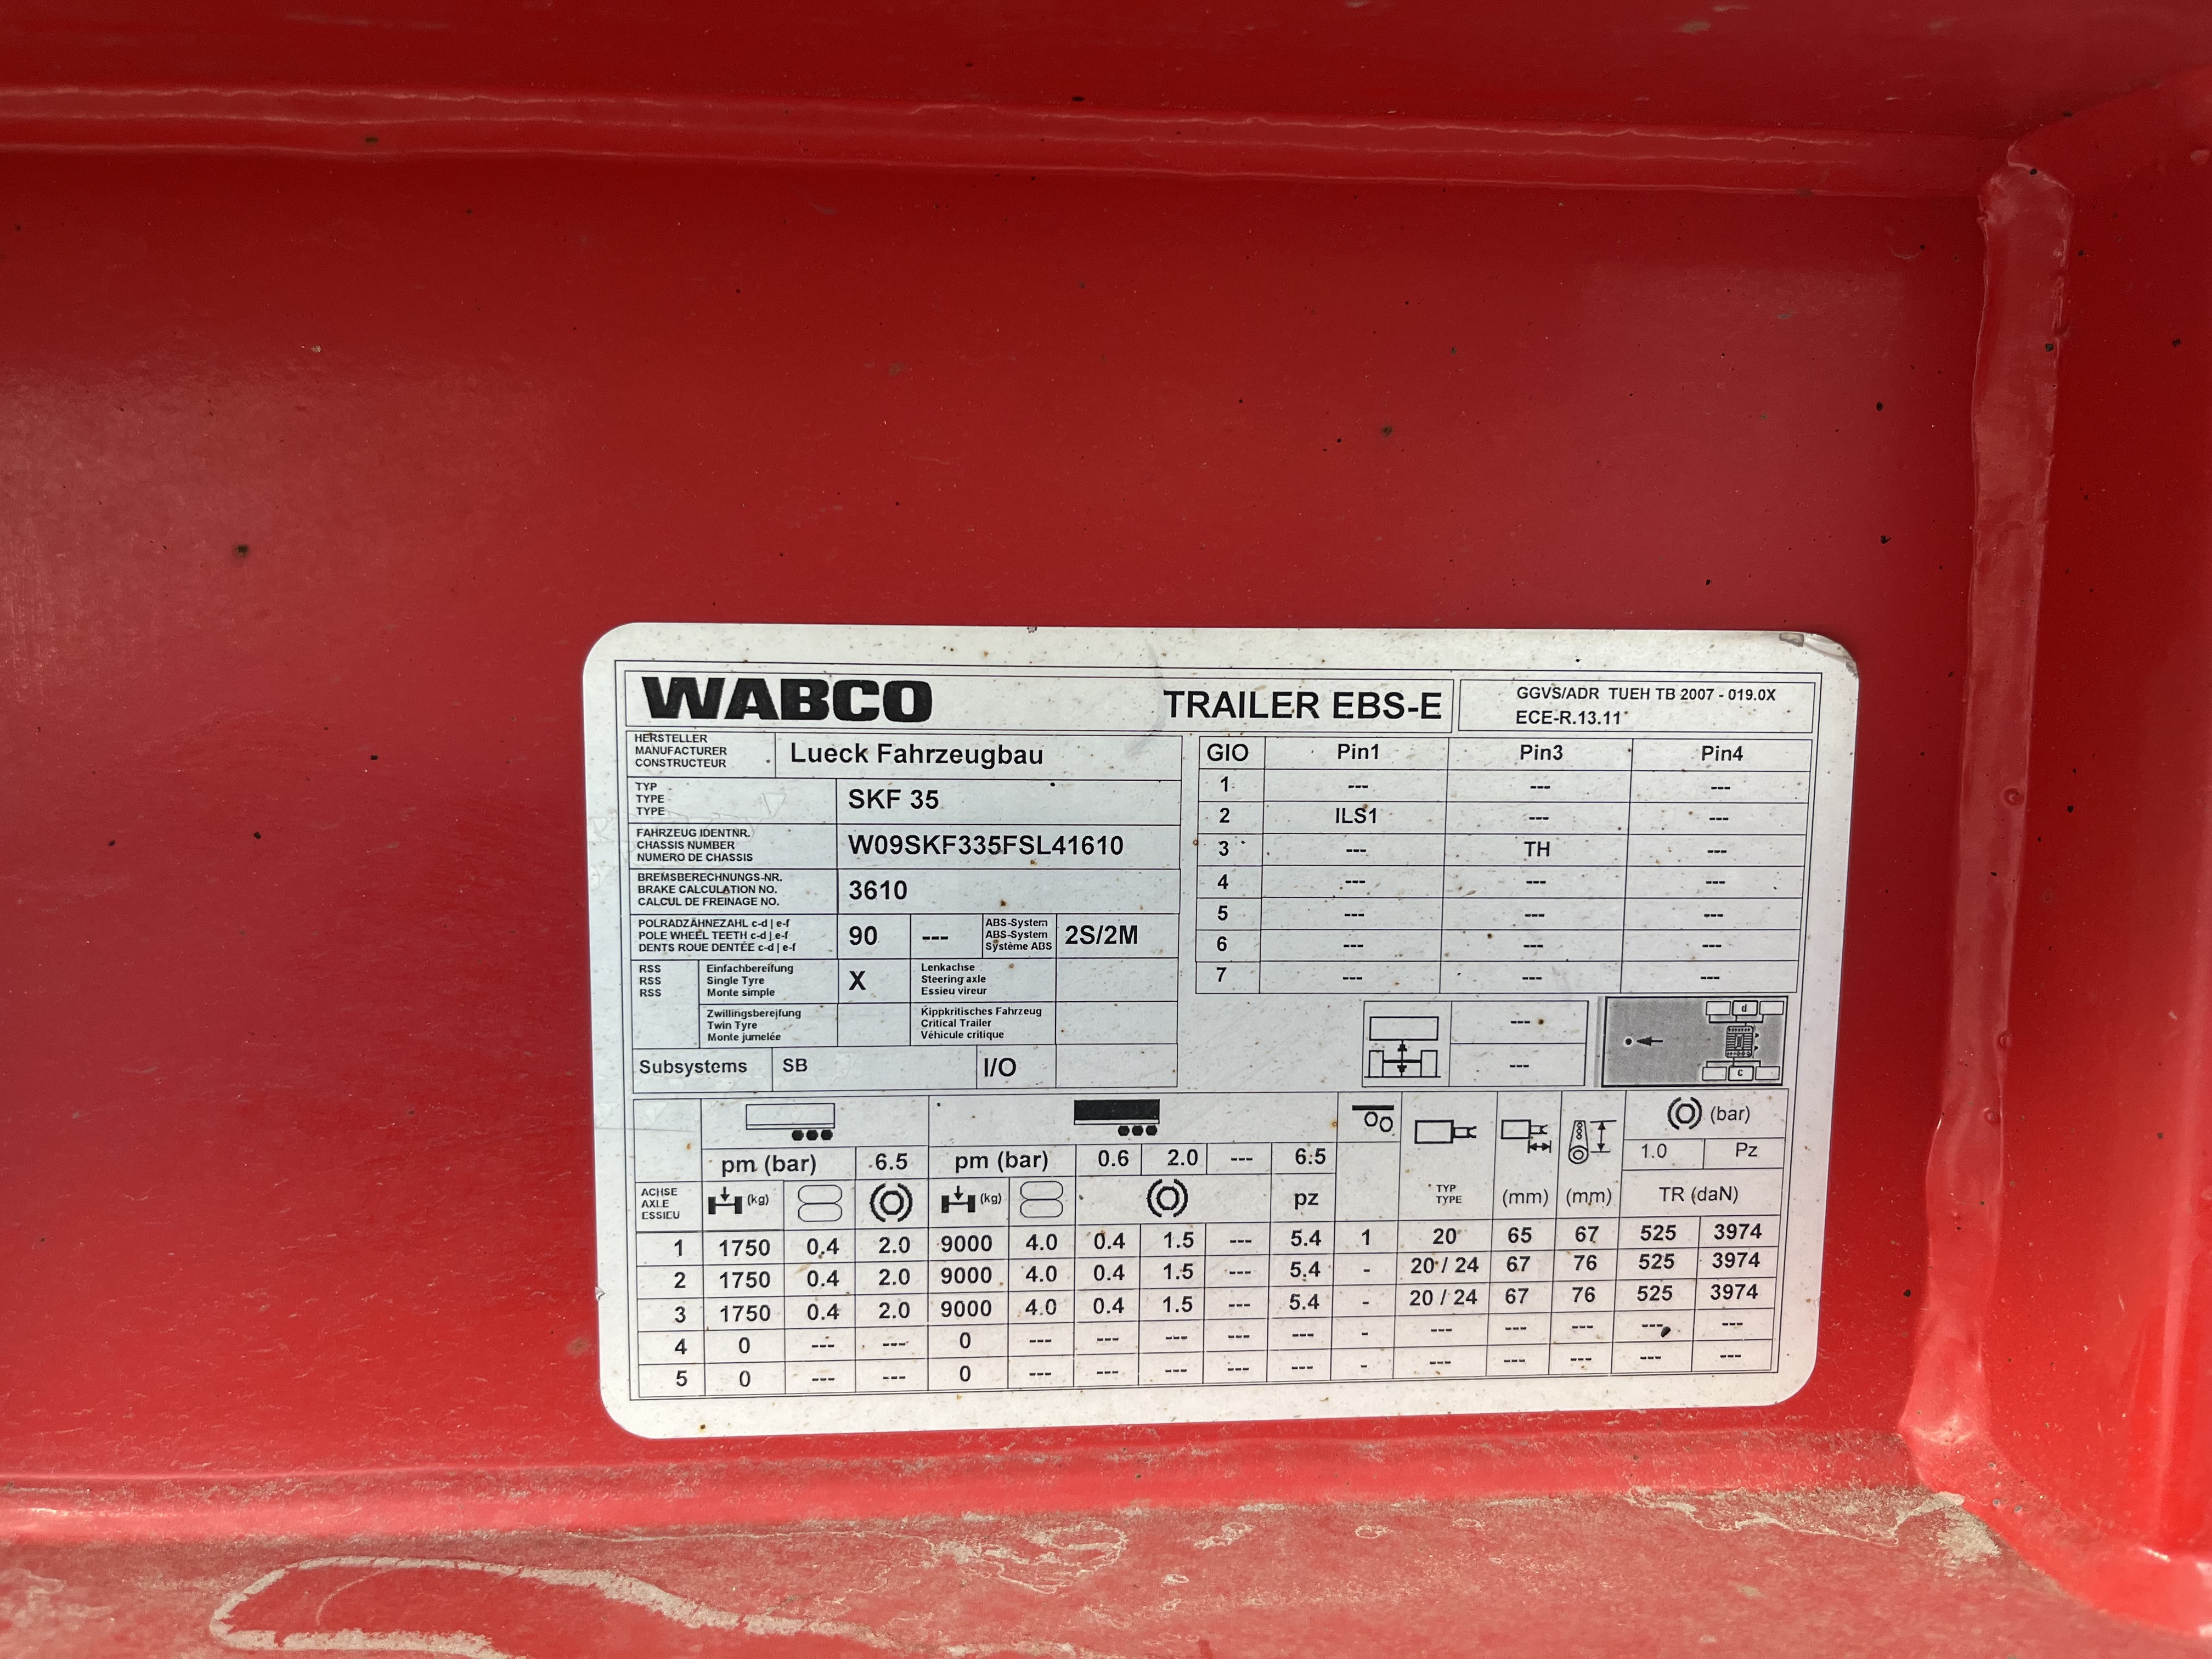 WABCO TRAILER EBS-E GGVS/ADR TUEH TB 2007 - 019.0X
ECE-R.13.11
HERSTELLER
MANUFACTURER
CONSTRUCTEUR
Lueck Fahrzeugbau
TYP
TYPE
TYPE
SKF 35
FAHRZEUG IDENTNR.
CHASSIS NUMBER
NUMERO DE CHASSIS
W09SKF335FSL41610
BREMSBERECHNUNGS-NR.
BRAKE CALCULATION NO.
CALCUL DE FREINAGE NO.
3610
POLRADZÄHNEZAHL c-d | e-f
POLE WHEEL TEETH c-d | e-f
DENTS ROUE DENTÉE c-d | e-f
90 ---
ABS-System
ABS-System
Système ABS
2S/2M
RSS
RSS
RSS
Einfachbereifung
Single Tyre
Monte simple
X
Lenkachse
Steering axle
Essieu vireur
Zwillingsbereifung
Twin Tyre
Monte jumelée
Kippkritisches Fahrzeug
Critical Trailer
Véhicule critique
Subsystems SB I/O
GIO Pin1 Pin3 Pin4
1 --- --- ---
2 ILS1 --- ---
3 --- TH ---
4 --- --- ---
5 --- --- ---
6 --- --- ---
7 --- --- ---
---
---
d
c
(bar)
pm (bar) 6.5 pm (bar) 0.6 2.0 --- 6.5 1.0 Pz
ACHSE
AXLE
ESSIEU
(kg) (kg) pz
TYP
TYPE
(mm) (mm) TR (daN)
1 1750 0.4 2.0 9000 4.0 0.4 1.5 --- 5.4 1 20 65 67 525 3974
2 1750 0.4 2.0 9000 4.0 0.4 1.5 --- 5.4 - 20 / 24 67 76 525 3974
3 1750 0.4 2.0 9000 4.0 0.4 1.5 --- 5.4 - 20 / 24 67 76 525 3974
4 0 --- --- 0 --- --- --- --- --- - --- --- --- --- ---
5 0 --- --- 0 --- --- --- --- --- - --- --- --- --- ---